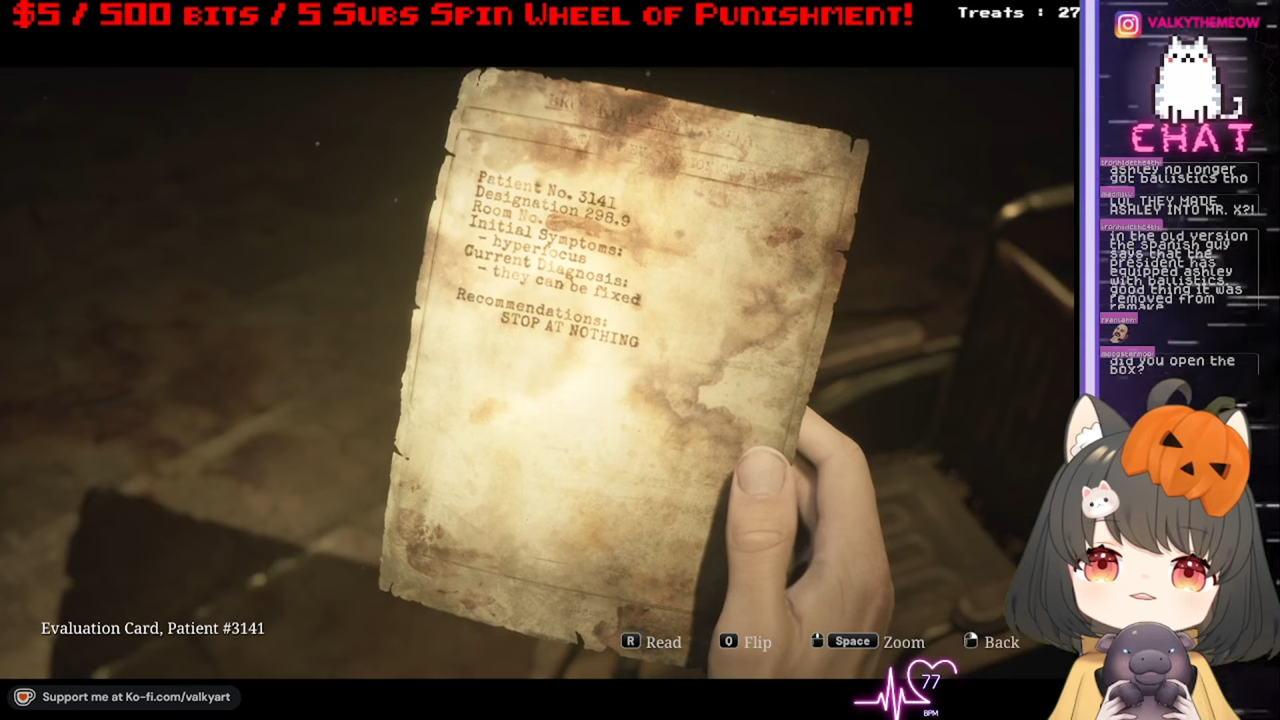 $5 / 500 BITS / 5 SUBS SPIN WHEEL OF PUNISHMENT!
Treats : 27
VALKYTHEMEOW
CHAT
Patient No. 3141
Designation 298.9
Room No.
Initial Symptoms:
- hyperfocus
Current Diagnosis:
- they can be fixed
Recommendations:
STOP AT NOTHING
ashley no longer
got ballistics tho
LOL THEY MADE
ASHLEY INTO MR. X?!
in the old version
the spanish guy
says that the
president has
equipped ashley
with ballistics.
good thing it was
removed from
remake
did you open the
box?
Evaluation Card, Patient #3141
R Read
Q Flip
Space Zoom
Back
Support me at Ko-fi.com/valkyart
77
BPM